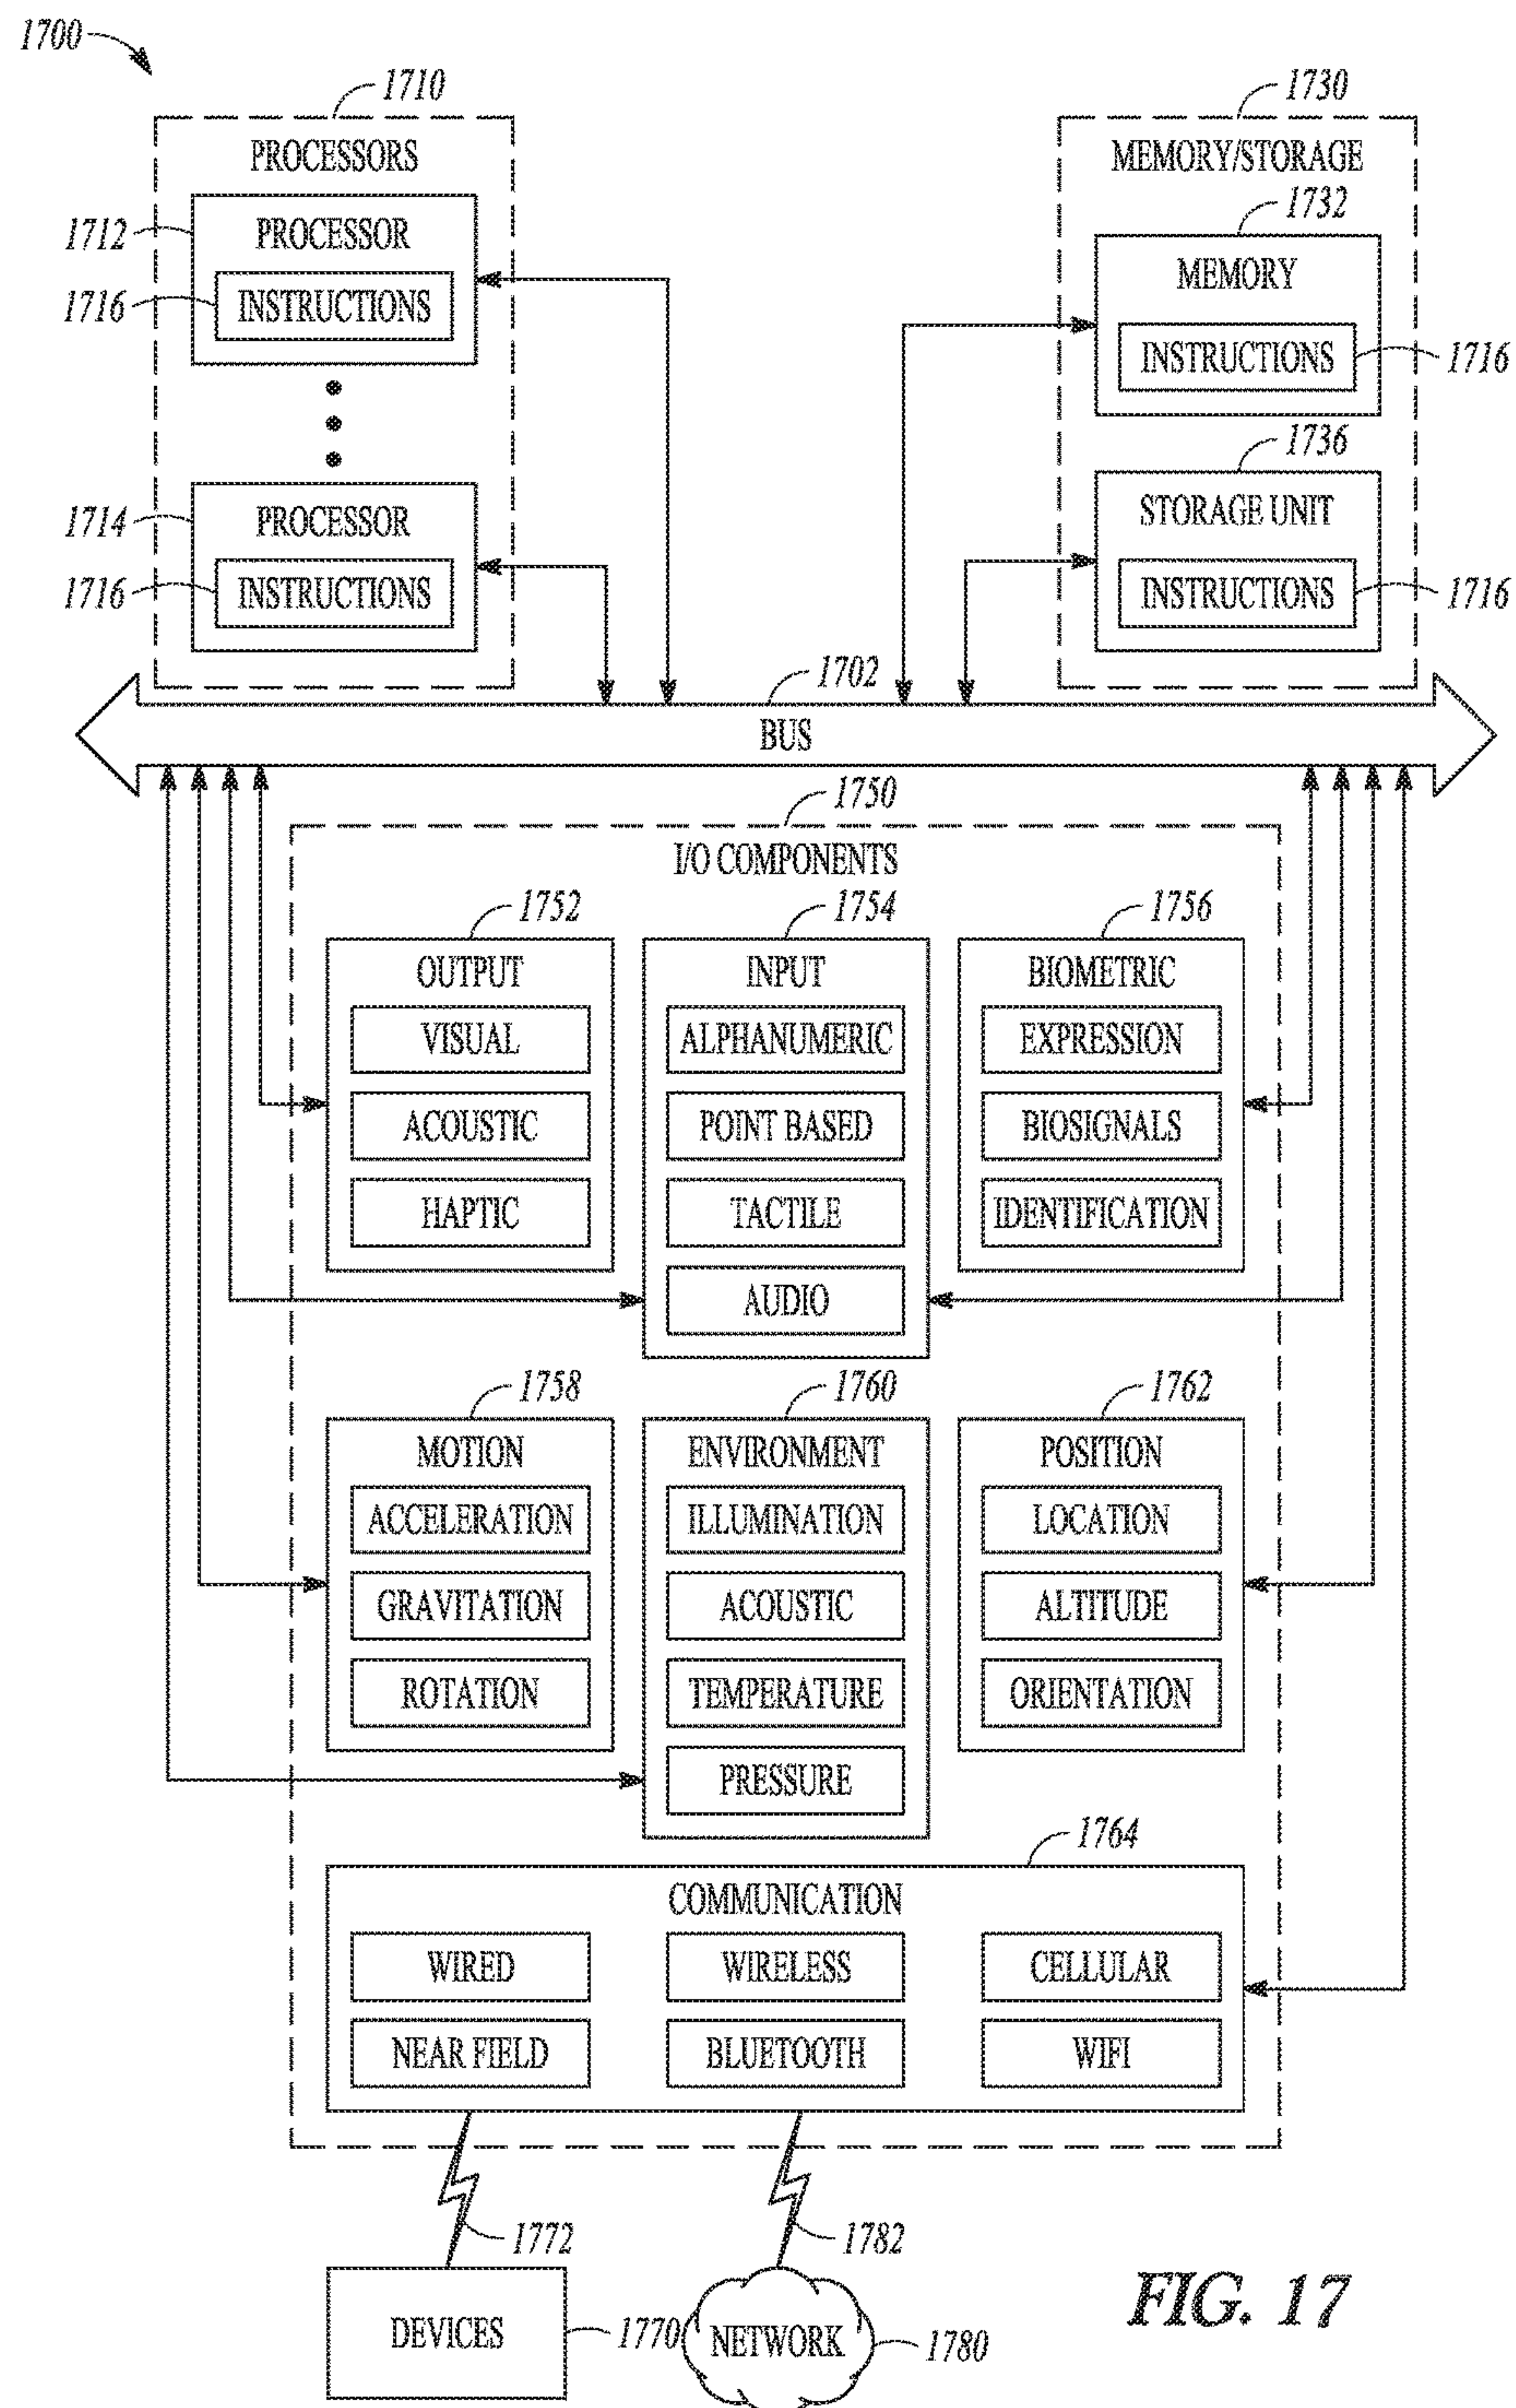 1700
1710
1730
PROCESSORS
MEMORY/STORAGE
1712
PROCESSOR
1716
INSTRUCTIONS
1732
MEMORY
INSTRUCTIONS
1716
1714
PROCESSOR
1716
INSTRUCTIONS
1736
STORAGE UNIT
INSTRUCTIONS
1716
1702
BUS
1750
I/O COMPONENTS
1752
OUTPUT
VISUAL
ACOUSTIC
HAPTIC
1754
INPUT
ALPHANUMERIC
POINT BASED
TACTILE
AUDIO
1756
BIOMETRIC
EXPRESSION
BIOSIGNALS
IDENTIFICATION
1758
MOTION
ACCELERATION
GRAVITATION
ROTATION
1760
ENVIRONMENT
ILLUMINATION
ACOUSTIC
TEMPERATURE
PRESSURE
1762
POSITION
LOCATION
ALTITUDE
ORIENTATION
1764
COMMUNICATION
WIRED
WIRELESS
CELLULAR
NEAR FIELD
BLUETOOTH
WIFI
1772
1782
DEVICES
1770
NETWORK
1780
FIG. 17